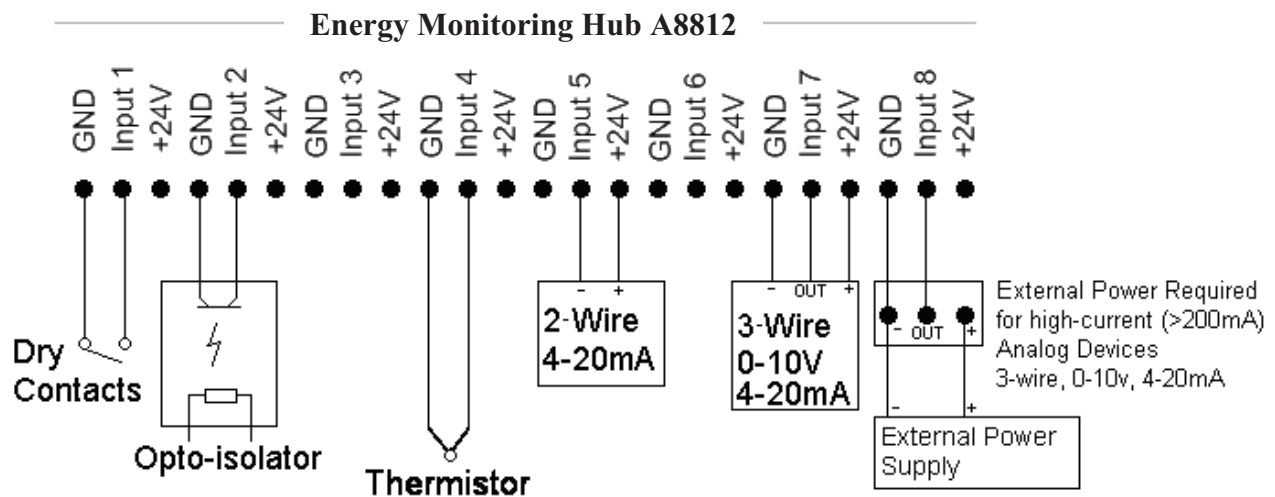 Energy Monitoring Hub A8812
GND
Input 1
+24V
GND
Input 2
+24V
GND
Input 3
+24V
GND
Input 4
+24V
GND
Input 5
+24V
GND
Input 6
+24V
GND
Input 7
+24V
GND
Input 8
+24V
Dry
Contacts
Opto-isolator
Thermistor
- +
2-Wire
4-20mA
- OUT +
3-Wire
0-10V
4-20mA
- OUT +
External Power Required
for high-current (>200mA)
Analog Devices
3-wire, 0-10v, 4-20mA
- +
External Power
Supply